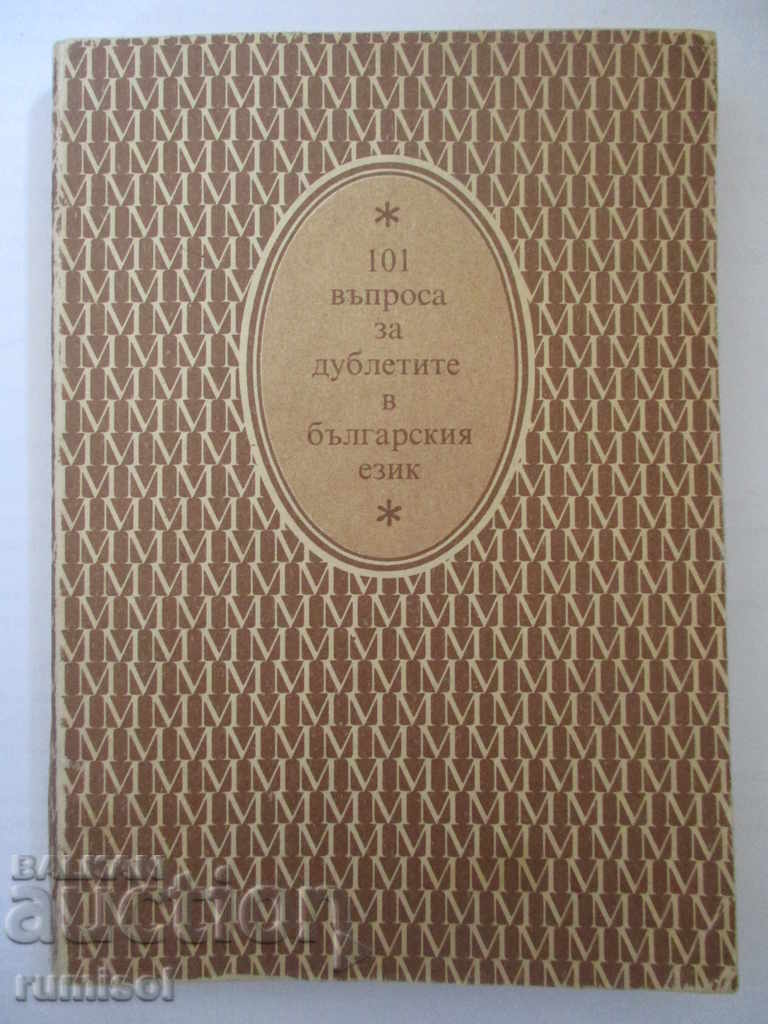 *
101
въпроса
за
дублетите
в
българския
език
*
BALKAN
auction
rumisol